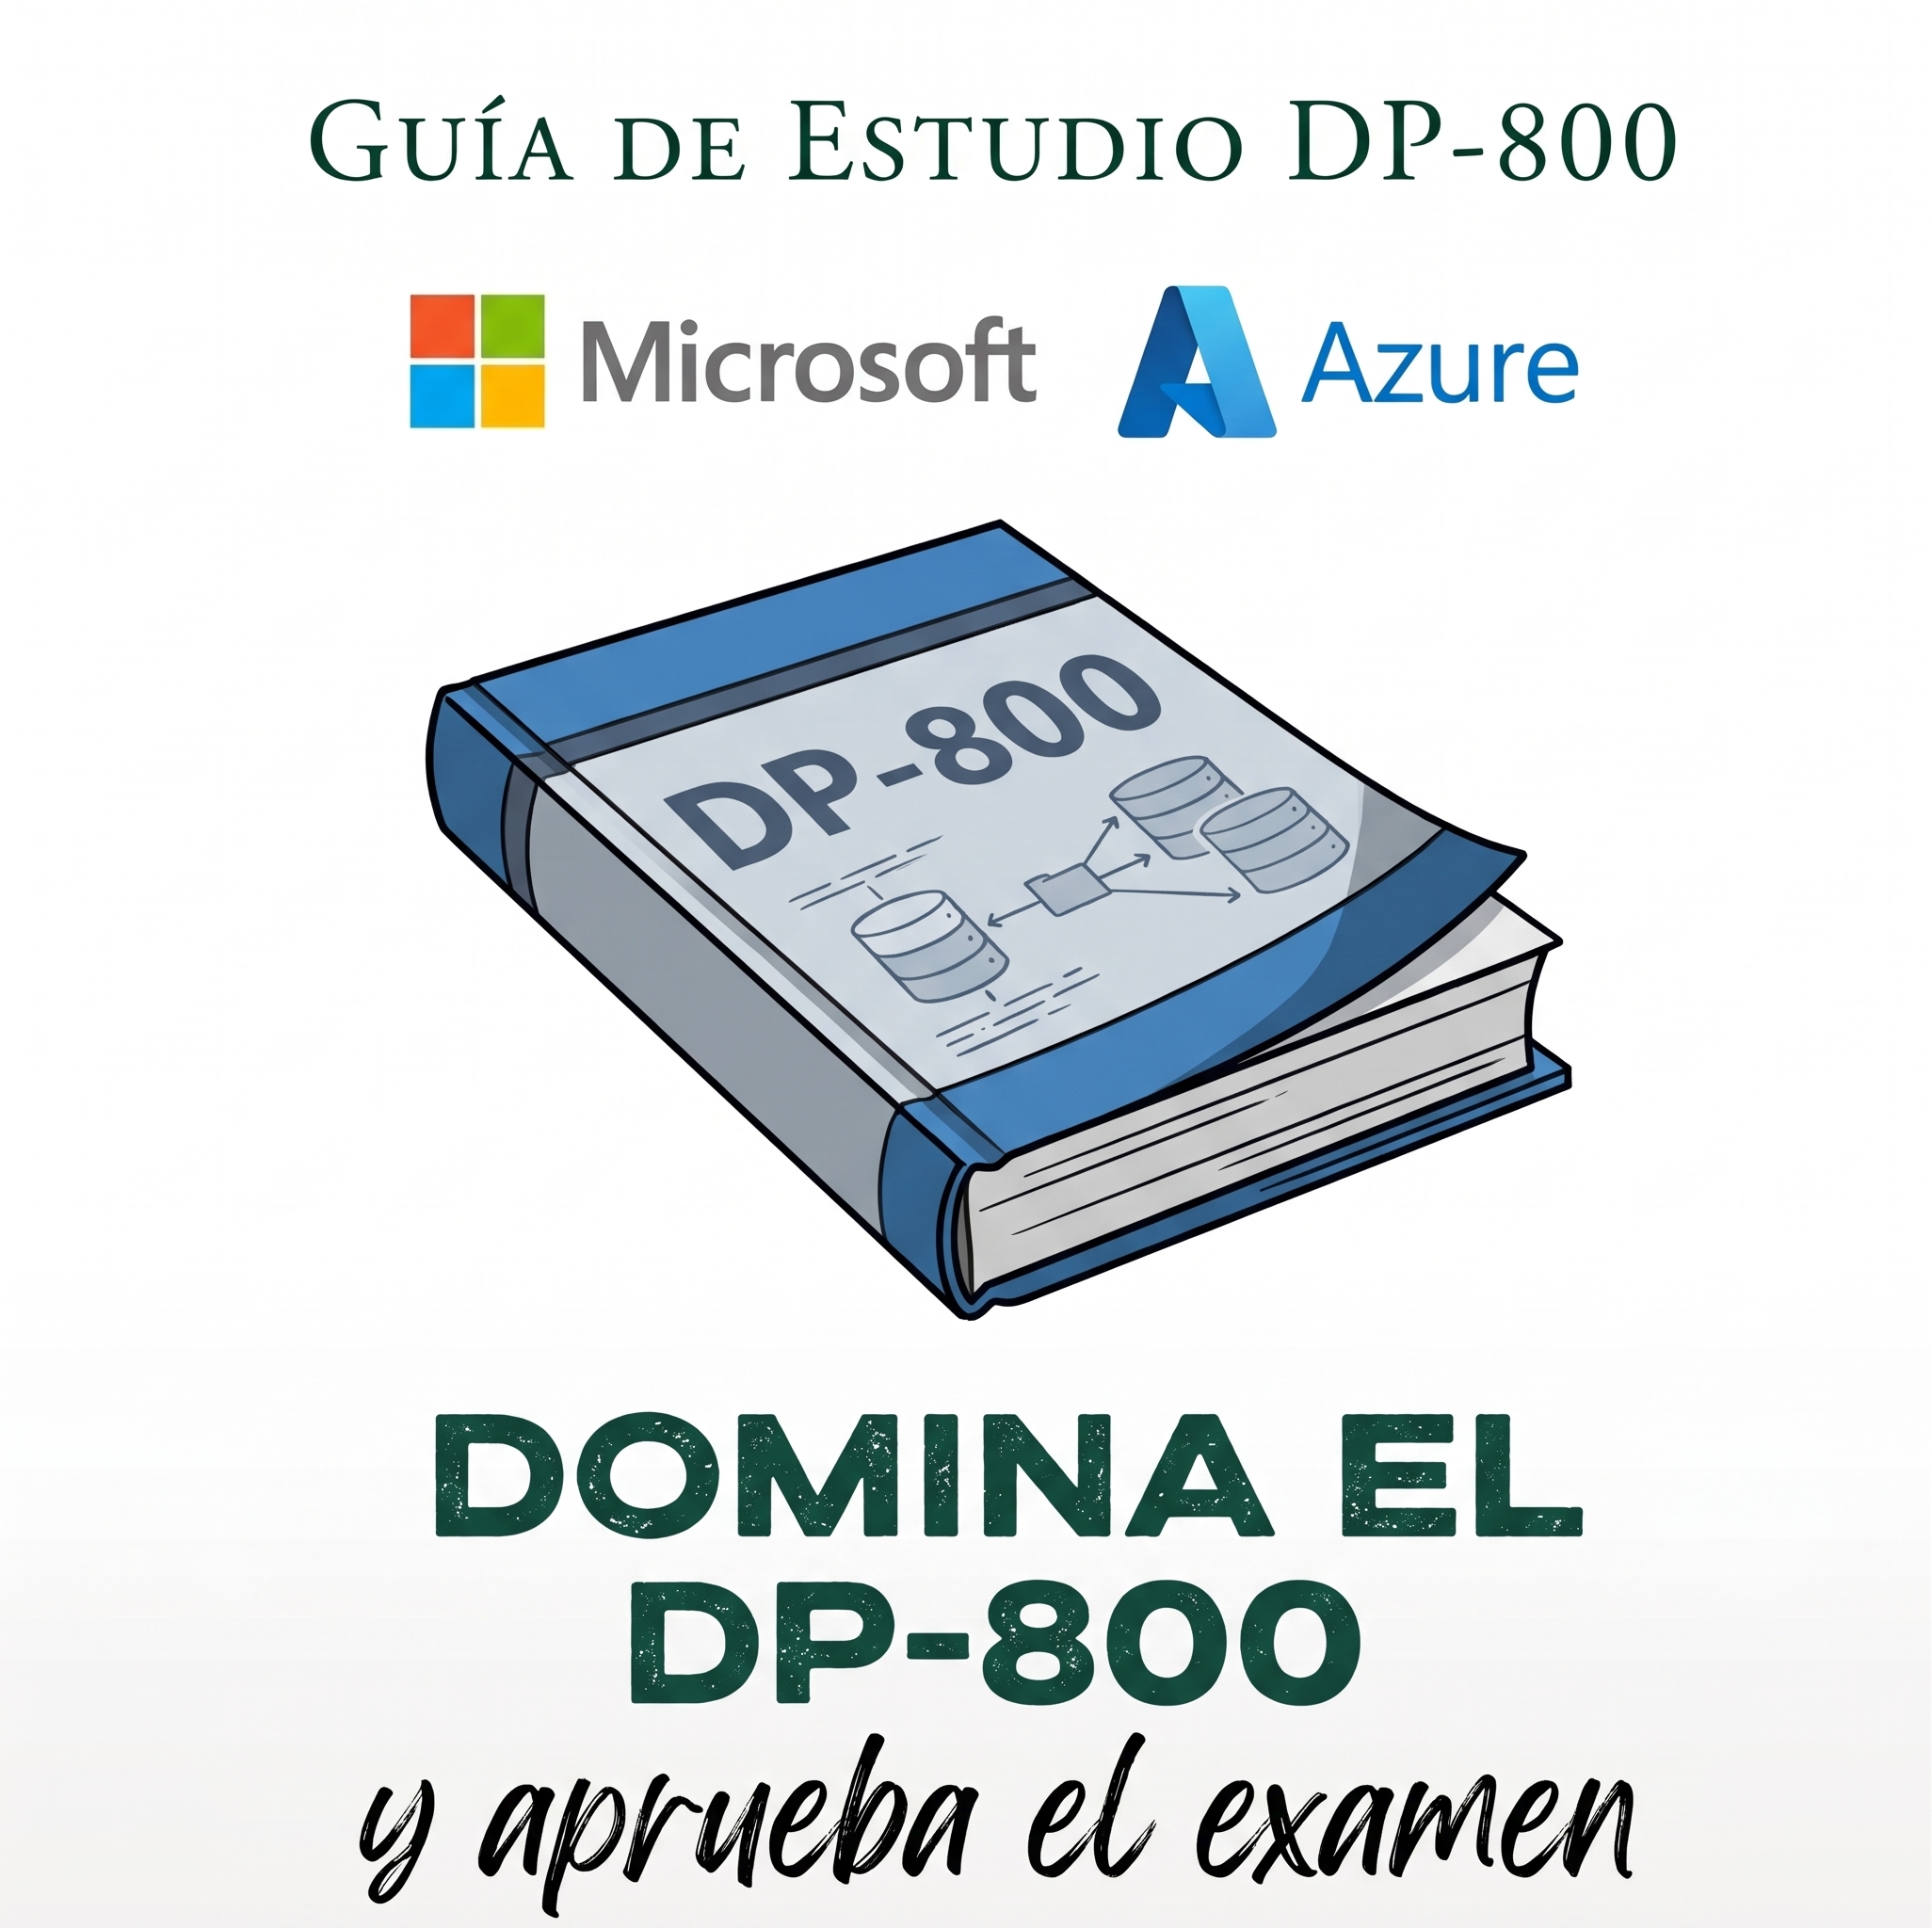 Guía de Estudio DP-800
Microsoft Azure
DP-800
DOMINA EL
DP-800
y aprueba el examen